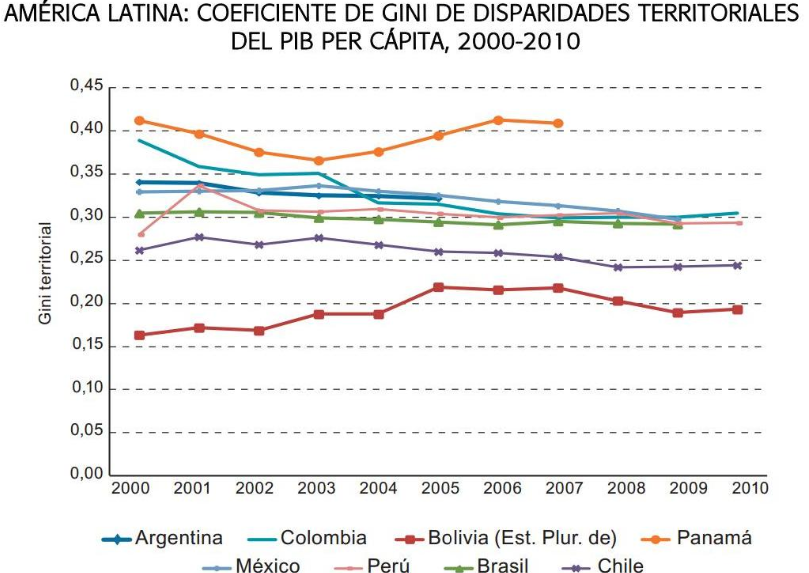 AMÉRICA LATINA: COEFICIENTE DE GINI DE DISPARIDADES TERRITORIALES
DEL PIB PER CÁPITA, 2000-2010
Gini territorial
0,45
0,40
0,35
0,30
0,25
0,20
0,15
0,10
0,05
0,00
2000 2001 2002 2003 2004 2005 2006 2007 2008 2009 2010
Argentina Colombia Bolivia (Est. Plur. de) Panamá
México Perú Brasil Chile